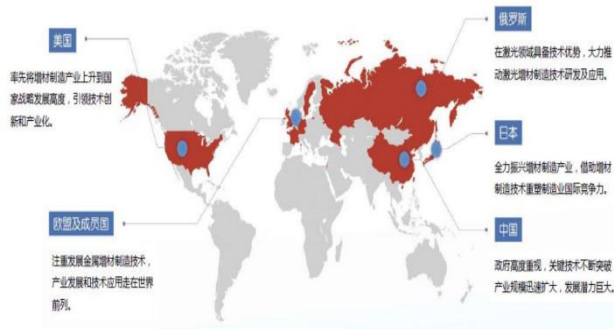 美国
率先将增材制造产业上升到国
家战略发展高度，引领技术创
新和产业化。
欧盟及成员国
注重发展金属增材制造技术，
产业发展和技术应用走在世界
前列。
俄罗斯
在激光领域具备技术优势，大力推
动激光增材制造技术研发及应用。
日本
全力振兴增材制造产业，借助增材
制造技术重塑制造业国际竞争力。
中国
政府高度重视，关键技术不断突破
产业规模迅速扩大，发展潜力巨大。